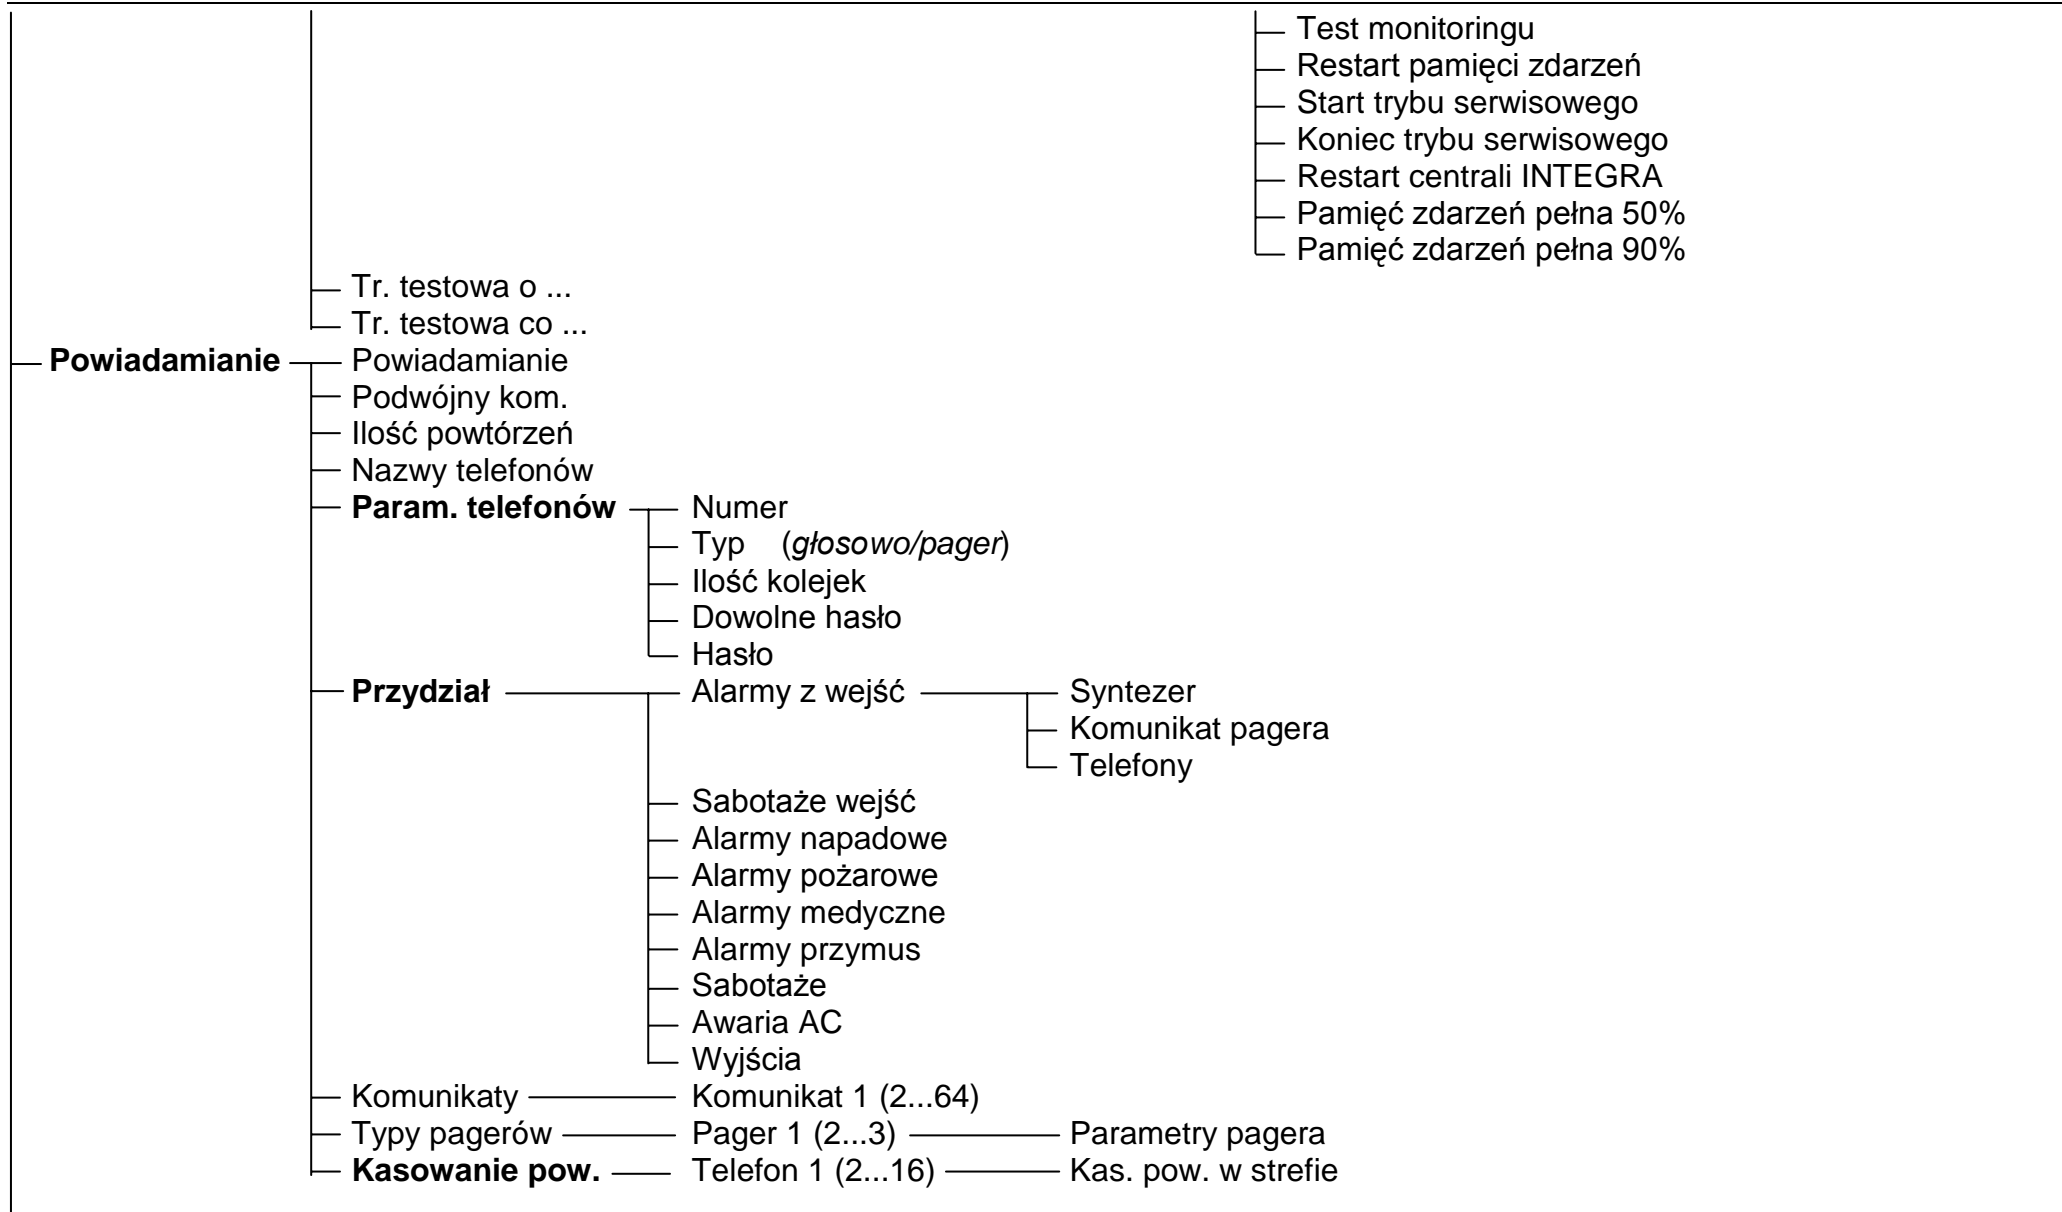 Test monitoringu
Restart pamięci zdarzeń
Start trybu serwisowego
Koniec trybu serwisowego
Restart centrali INTEGRA
Pamięć zdarzeń pełna 50%
Pamięć zdarzeń pełna 90%
Tr. testowa o ...
Tr. testowa co ...
Powiadamianie Powiadamianie
Podwójny kom.
Ilość powtórzeń
Nazwy telefonów
Param. telefonów Numer
Typ (głosowo/pager)
Ilość kolejek
Dowolne hasło
Hasło
Przydział Alarmy z wejść Syntezer
Komunikat pagera
Telefony
Sabotaże wejść
Alarmy napadowe
Alarmy pożarowe
Alarmy medyczne
Alarmy przymus
Sabotaże
Awaria AC
Wyjścia
Komunikaty Komunikat 1 (2...64)
Typy pagerów Pager 1 (2...3) Parametry pagera
Kasowanie pow. Telefon 1 (2...16) Kas. pow. w strefie